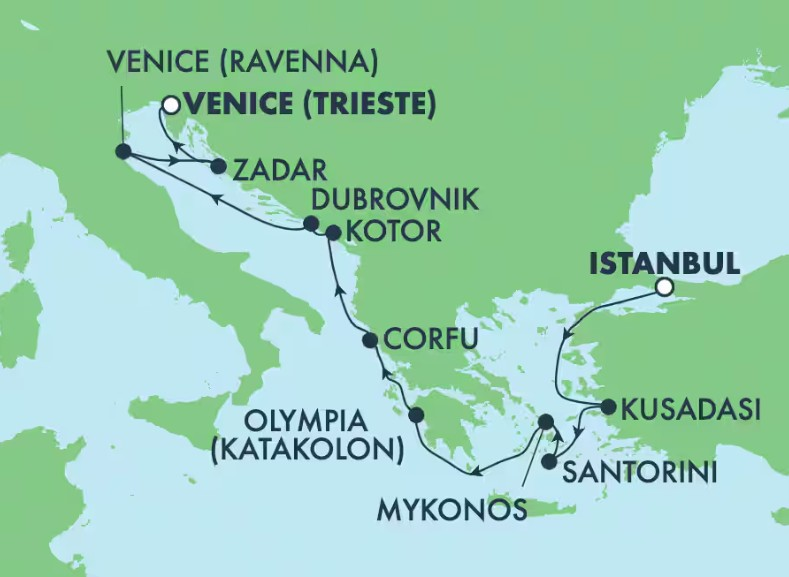 VENICE (RAVENNA)
VENICE (TRIESTE)
ZADAR
DUBROVNIK
KOTOR
ISTANBUL
CORFU
OLYMPIA
(KATAKOLON)
KUSADASI
SANTORINI
MYKONOS